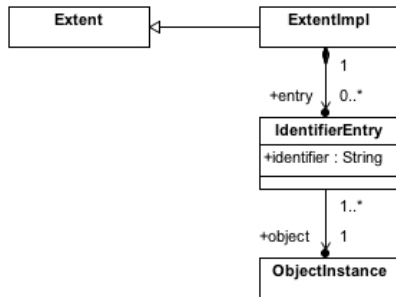 Extent
ExtentImpl
1
+entry
0..*
IdentifierEntry
+identifier : String
1..*
+object
1
ObjectInstance